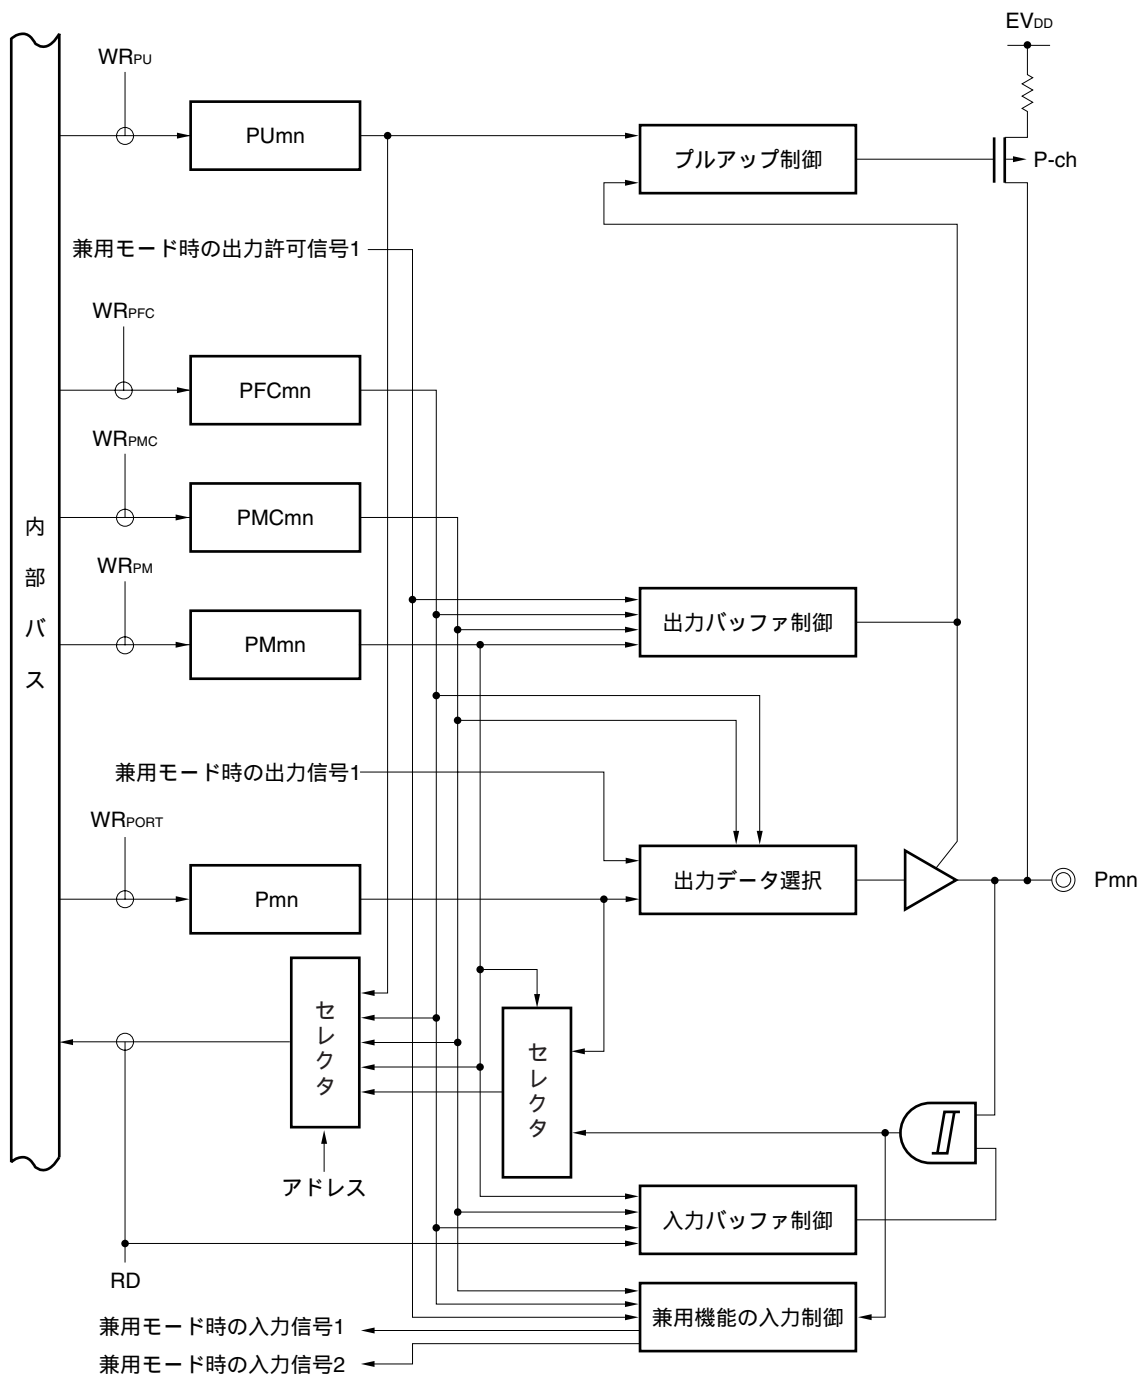 EVDD
WRPU
PUmn
プルアップ制御
P-ch
兼用モード時の出力許可信号1
WRPFC
PFCmn
WRPMC
PMCmn
内部バス
WRPM
PMmn
出力バッファ制御
兼用モード時の出力信号1
WRPORT
Pmn
出力データ選択
Pmn
セレクタ
セレクタ
アドレス
入力バッファ制御
RD
兼用機能の入力制御
兼用モード時の入力信号1
兼用モード時の入力信号2